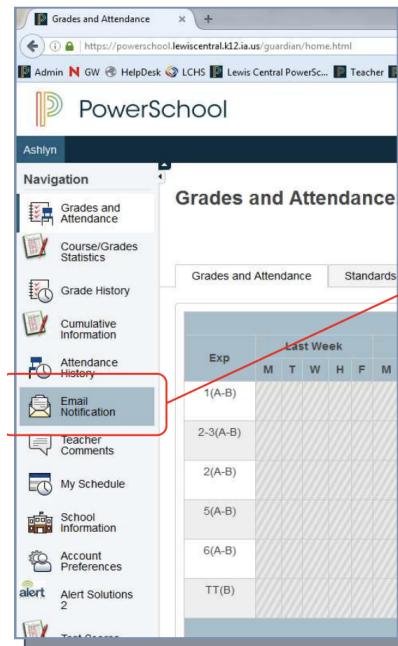 Grades and Attendance
https://powerschool.lewiscentral.k12.ia.us/guardian/home.html
Admin N GW HelpDesk LCHS Lewis Central PowerSc... Teacher
PowerSchool
Ashlyn
Navigation
Grades and
Attendance
Course/Grades
Statistics
Grade History
Cumulative
Information
Attendance
History
Email
Notification
Teacher
Comments
My Schedule
School
Information
Account
Preferences
alert
Alert Solutions
2
Grades and Attendance
Grades and Attendance
Standards
Exp
Last Week
M T W H F M
1(A-B)
2-3(A-B)
2(A-B)
5(A-B)
6(A-B)
TT(B)